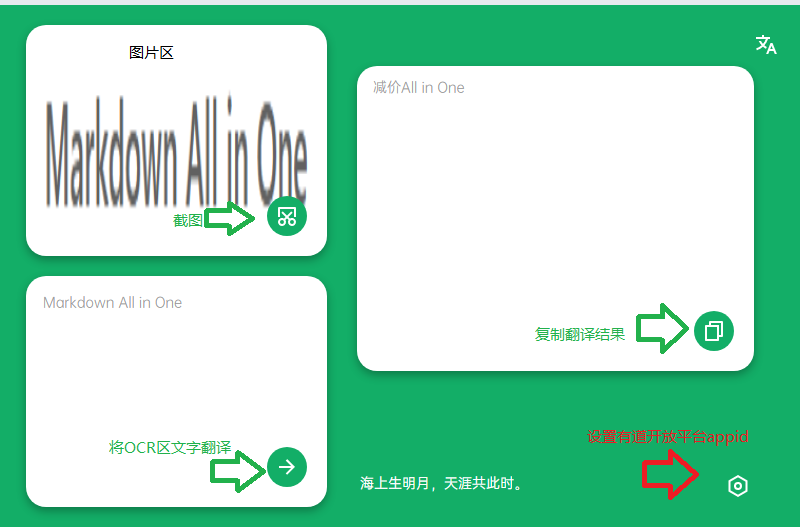 图片区
Markdown All in One
截图
Markdown All in One
将OCR区文字翻译
减价All in One
复制翻译结果
设置有道开放平台appid
海上生明月，天涯共此时。
文A